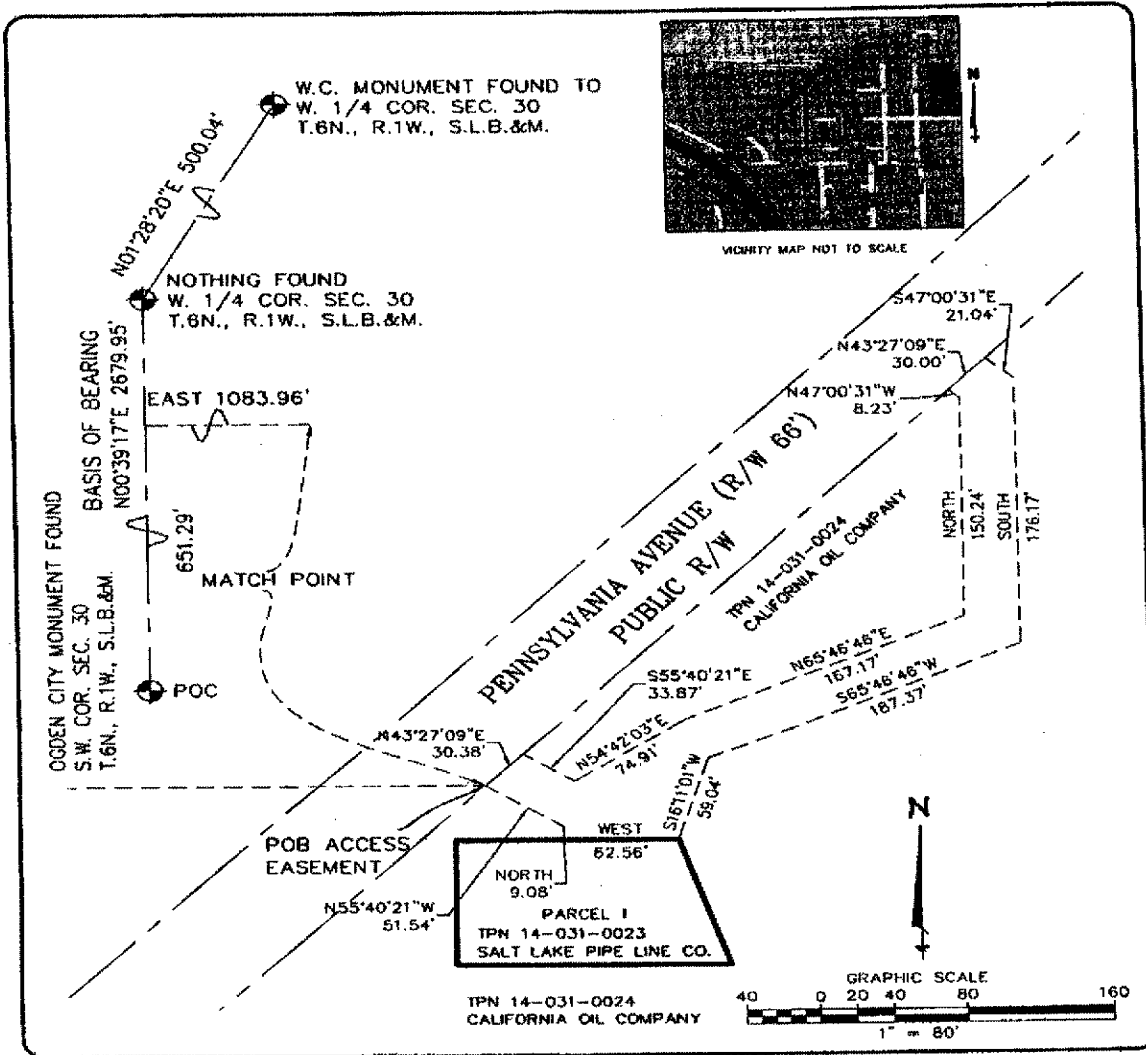 W.C. MONUMENT FOUND TO
W. 1/4 COR. SEC. 30
T.6N., R.1W., S.L.B.&M.
N01°28'20"E 500.04'
NOTHING FOUND
W. 1/4 COR. SEC. 30
T.6N., R.1W., S.L.B.&M.
N
VICINITY MAP NOT TO SCALE
BASIS OF BEARING
N00°39'17"E 2679.95'
EAST 1083.96'
651.29'
OGDEN CITY MONUMENT FOUND
S.W. COR. SEC. 30
T.6N., R.1W., S.L.B.&M.
POC
MATCH POINT
S47°00'31"E
21.04'
N43°27'09"E
30.00'
N47°00'31"W
8.23'
PENNSYLVANIA AVENUE (R/W 66')
PUBLIC R/W
TPN 14-031-0024
CALIFORNIA OIL COMPANY
NORTH
150.24'
SOUTH
176.17'
N65°46'46"E
167.17'
S65°46'46"W
187.37'
S55°40'21"E
33.87'
N54°42'03"E
74.91'
N43°27'09"E
30.38'
S16°11'01"W
59.04'
POB ACCESS
EASEMENT
WEST
62.56'
NORTH
9.08'
N55°40'21"W
51.54'
PARCEL I
TPN 14-031-0023
SALT LAKE PIPE LINE CO.
TPN 14-031-0024
CALIFORNIA OIL COMPANY
N
GRAPHIC SCALE
40 0 20 40 80 160
1" = 80'